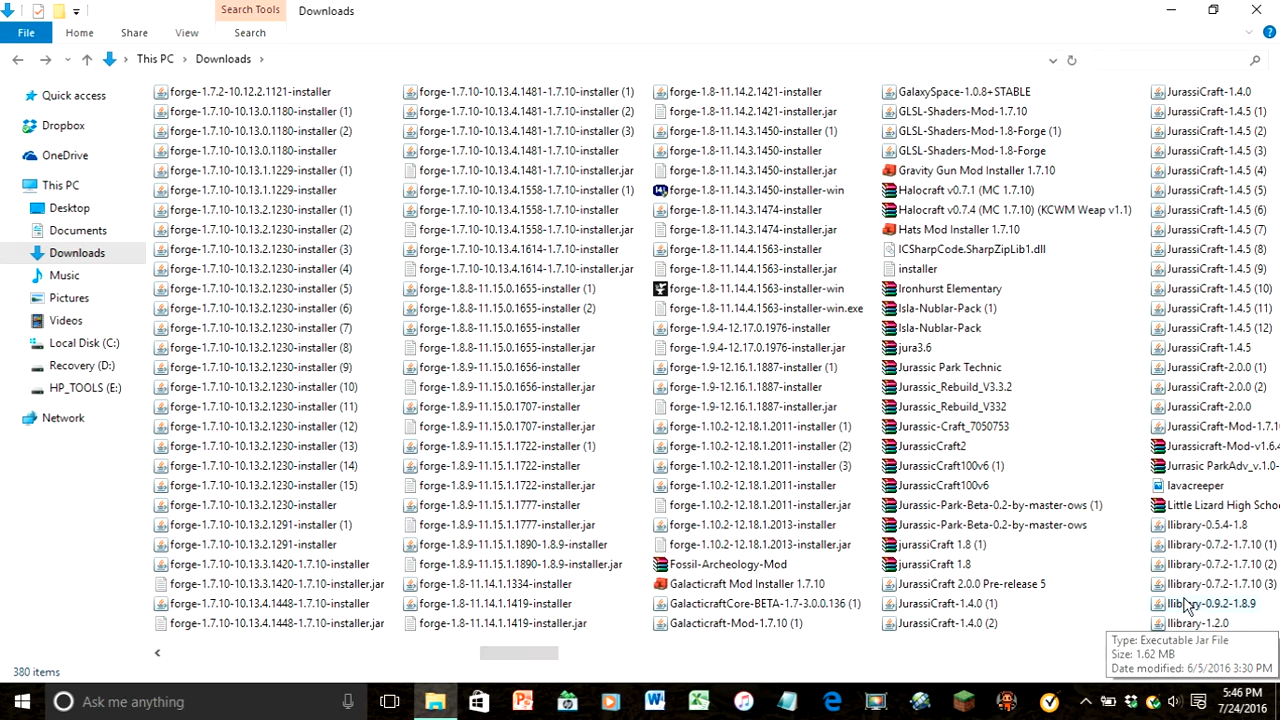 Search Tools
Downloads
File
Home
Share
View
Search
This PC
Downloads
Quick access
Dropbox
OneDrive
This PC
Desktop
Documents
Downloads
Music
Pictures
Videos
Local Disk (C:)
Recovery (D:)
HP_TOOLS (E:)
Network
forge-1.7.2-10.12.2.1121-installer
forge-1.7.10-10.13.0.1180-installer (1)
forge-1.7.10-10.13.0.1180-installer (2)
forge-1.7.10-10.13.0.1180-installer
forge-1.7.10-10.13.1.1229-installer (1)
forge-1.7.10-10.13.1.1229-installer
forge-1.7.10-10.13.2.1230-installer (1)
forge-1.7.10-10.13.2.1230-installer (2)
forge-1.7.10-10.13.2.1230-installer (3)
forge-1.7.10-10.13.2.1230-installer (4)
forge-1.7.10-10.13.2.1230-installer (5)
forge-1.7.10-10.13.2.1230-installer (6)
forge-1.7.10-10.13.2.1230-installer (7)
forge-1.7.10-10.13.2.1230-installer (8)
forge-1.7.10-10.13.2.1230-installer (9)
forge-1.7.10-10.13.2.1230-installer (10)
forge-1.7.10-10.13.2.1230-installer (11)
forge-1.7.10-10.13.2.1230-installer (12)
forge-1.7.10-10.13.2.1230-installer (13)
forge-1.7.10-10.13.2.1230-installer (14)
forge-1.7.10-10.13.2.1230-installer (15)
forge-1.7.10-10.13.2.1230-installer
forge-1.7.10-10.13.2.1291-installer (1)
forge-1.7.10-10.13.2.1291-installer
forge-1.7.10-10.13.3.1420-1.7.10-installer
forge-1.7.10-10.13.3.1420-1.7.10-installer.jar
forge-1.7.10-10.13.4.1448-1.7.10-installer
forge-1.7.10-10.13.4.1448-1.7.10-installer.jar
forge-1.7.10-10.13.4.1481-1.7.10-installer (1)
forge-1.7.10-10.13.4.1481-1.7.10-installer (2)
forge-1.7.10-10.13.4.1481-1.7.10-installer (3)
forge-1.7.10-10.13.4.1481-1.7.10-installer
forge-1.7.10-10.13.4.1481-1.7.10-installer.jar
forge-1.7.10-10.13.4.1558-1.7.10-installer (1)
forge-1.7.10-10.13.4.1558-1.7.10-installer
forge-1.7.10-10.13.4.1558-1.7.10-installer.jar
forge-1.7.10-10.13.4.1614-1.7.10-installer
forge-1.7.10-10.13.4.1614-1.7.10-installer.jar
forge-1.8.8-11.15.0.1655-installer (1)
forge-1.8.8-11.15.0.1655-installer (2)
forge-1.8.8-11.15.0.1655-installer
forge-1.8.8-11.15.0.1655-installer.jar
forge-1.8.9-11.15.0.1656-installer
forge-1.8.9-11.15.0.1656-installer.jar
forge-1.8.9-11.15.0.1707-installer
forge-1.8.9-11.15.0.1707-installer.jar
forge-1.8.9-11.15.1.1722-installer (1)
forge-1.8.9-11.15.1.1722-installer
forge-1.8.9-11.15.1.1722-installer.jar
forge-1.8.9-11.15.1.1777-installer
forge-1.8.9-11.15.1.1777-installer.jar
forge-1.8.9-11.15.1.1890-1.8.9-installer
forge-1.8.9-11.15.1.1890-1.8.9-installer.jar
forge-1.8-11.14.1.1334-installer
forge-1.8-11.14.1.1419-installer
forge-1.8-11.14.1.1419-installer.jar
forge-1.8-11.14.2.1421-installer
forge-1.8-11.14.2.1421-installer.jar
forge-1.8-11.14.3.1450-installer (1)
forge-1.8-11.14.3.1450-installer
forge-1.8-11.14.3.1450-installer.jar
forge-1.8-11.14.3.1450-installer-win
forge-1.8-11.14.3.1474-installer
forge-1.8-11.14.3.1474-installer.jar
forge-1.8-11.14.4.1563-installer
forge-1.8-11.14.4.1563-installer.jar
forge-1.8-11.14.4.1563-installer-win
forge-1.8-11.14.4.1563-installer-win.exe
forge-1.9.4-12.17.0.1976-installer
forge-1.9.4-12.17.0.1976-installer.jar
forge-1.9-12.16.1.1887-installer (1)
forge-1.9-12.16.1.1887-installer
forge-1.9-12.16.1.1887-installer.jar
forge-1.10.2-12.18.1.2011-installer (1)
forge-1.10.2-12.18.1.2011-installer (2)
forge-1.10.2-12.18.1.2011-installer (3)
forge-1.10.2-12.18.1.2011-installer
forge-1.10.2-12.18.1.2011-installer.jar
forge-1.10.2-12.18.1.2013-installer
forge-1.10.2-12.18.1.2013-installer.jar
Fossil-Archeology-Mod
Galacticraft Mod Installer 1.7.10
GalacticraftCore-BETA-1.7-3.0.0.136 (1)
Galacticraft-Mod-1.7.10 (1)
GalaxySpace-1.0.8+STABLE
GLSL-Shaders-Mod-1.7.10
GLSL-Shaders-Mod-1.8-Forge (1)
GLSL-Shaders-Mod-1.8-Forge
Gravity Gun Mod Installer 1.7.10
Halocraft v0.7.1 (MC 1.7.10)
Halocraft v0.7.4 (MC 1.7.10) (KCWM Weap v1.1)
Hats Mod Installer 1.7.10
ICSharpCode.SharpZipLib1.dll
installer
Ironhurst Elementary
Isla-Nublar-Pack (1)
Isla-Nublar-Pack
jura3.6
Jurassic Park Technic
Jurassic_Rebuild_V3.3.2
Jurassic_Rebuild_V332
Jurassic-Craft_7050753
JurassicCraft2
JurassicCraft100v6 (1)
JurassicCraft100v6
Jurassic-Park-Beta-0.2-by-master-ows (1)
Jurassic-Park-Beta-0.2-by-master-ows
jurassiCraft 1.8 (1)
jurassiCraft 1.8
JurassiCraft 2.0.0 Pre-release 5
JurassiCraft-1.4.0 (1)
JurassiCraft-1.4.0 (2)
JurassiCraft-1.4.0
JurassiCraft-1.4.5 (1)
JurassiCraft-1.4.5 (2)
JurassiCraft-1.4.5 (3)
JurassiCraft-1.4.5 (4)
JurassiCraft-1.4.5 (5)
JurassiCraft-1.4.5 (6)
JurassiCraft-1.4.5 (7)
JurassiCraft-1.4.5 (8)
JurassiCraft-1.4.5 (9)
JurassiCraft-1.4.5 (10)
JurassiCraft-1.4.5 (11)
JurassiCraft-1.4.5 (12)
JurassiCraft-1.4.5
JurassiCraft-2.0.0 (1)
JurassiCraft-2.0.0 (2)
JurassiCraft-2.0.0
JurassiCraft-Mod-1.7.10
Jurassicraft-Mod-v1.6.4
Jurrasic ParkAdv_v.1.0-
lavacreeper
Little Lizard High Scho
llibrary-0.5.4-1.8
llibrary-0.7.2-1.7.10 (1)
llibrary-0.7.2-1.7.10 (2)
llibrary-0.7.2-1.7.10 (3)
llibrary-0.9.2-1.8.9
llibrary-1.2.0
Type: Executable Jar File
Size: 1.62 MB
Date modified: 6/5/2016 3:30 PM
380 items
Ask me anything
5:46 PM
7/24/2016